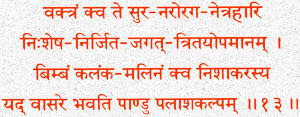 वक्त्रं क्व ते सुर-नरोरग-नेत्रहारि
निःशेष-निर्जित-जगत्-त्रितयोपमानम् ।
बिम्बं कलंक-मलिनं क्व निशाकरस्य
यद् वासरे भवति पाण्डु पलाशकल्पम् ॥१३॥